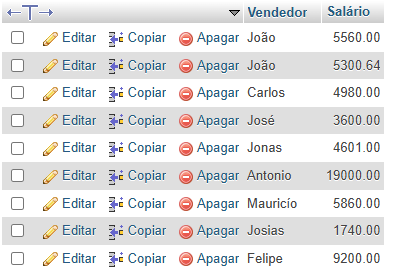 Vendedor Salário
Editar Copiar Apagar João 5560.00
Editar Copiar Apagar João 5300.64
Editar Copiar Apagar Carlos 4980.00
Editar Copiar Apagar José 3600.00
Editar Copiar Apagar Jonas 4601.00
Editar Copiar Apagar Antonio 19000.00
Editar Copiar Apagar Mauricío 5860.00
Editar Copiar Apagar Josias 1740.00
Editar Copiar Apagar Felipe 9200.00